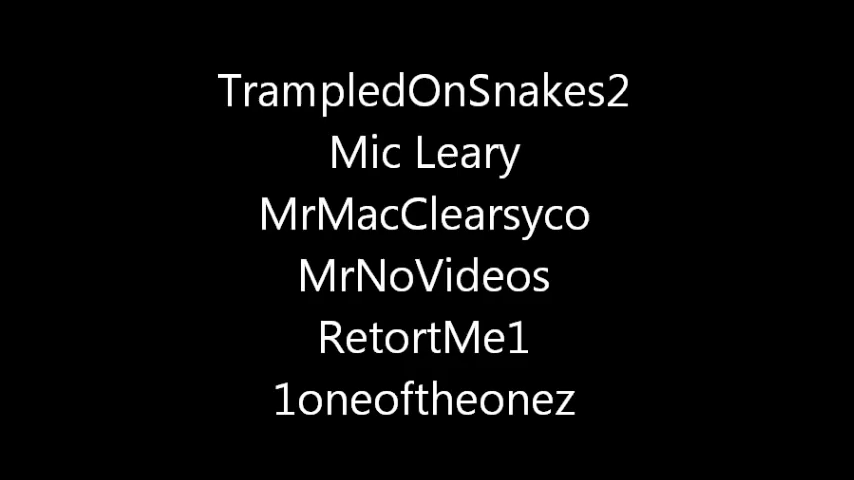 TrampledOnSnakes2
Mic Leary
MrMacClearsyco
MrNoVideos
RetortMe1
1oneoftheonez